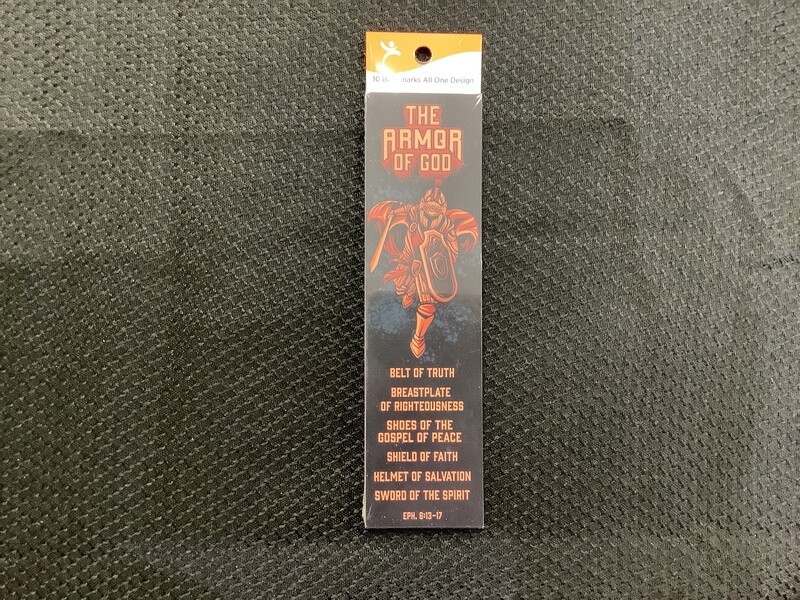 10 Bookmarks All One Design
THE
ARMOR
OF GOD
BELT OF TRUTH
BREASTPLATE
OF RIGHTEOUSNESS
SHOES OF THE
GOSPEL OF PEACE
SHIELD OF FAITH
HELMET OF SALVATION
SWORD OF THE SPIRIT
EPH. 6:13-17